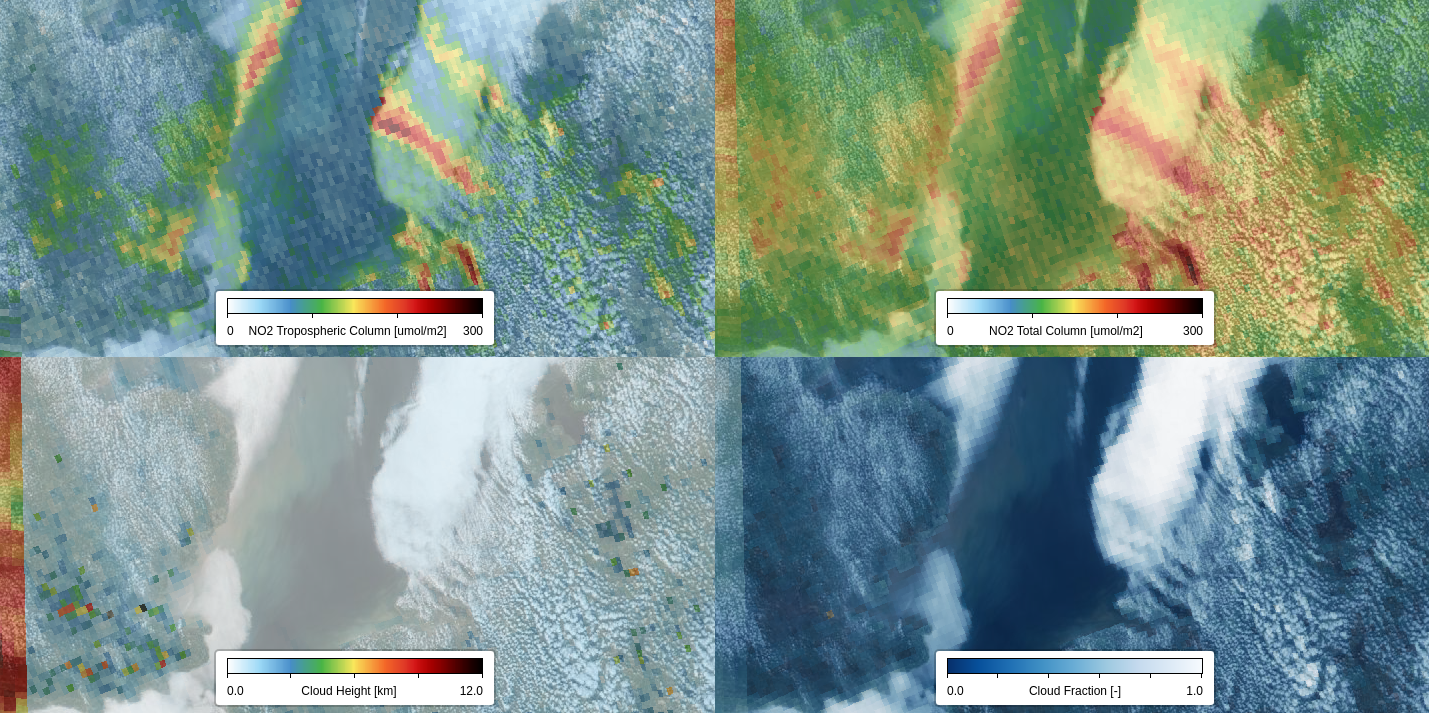 0 NO2 Tropospheric Column [umol/m2] 300
0 NO2 Total Column [umol/m2] 300
0.0 Cloud Height [km] 12.0
0.0 Cloud Fraction [-] 1.0